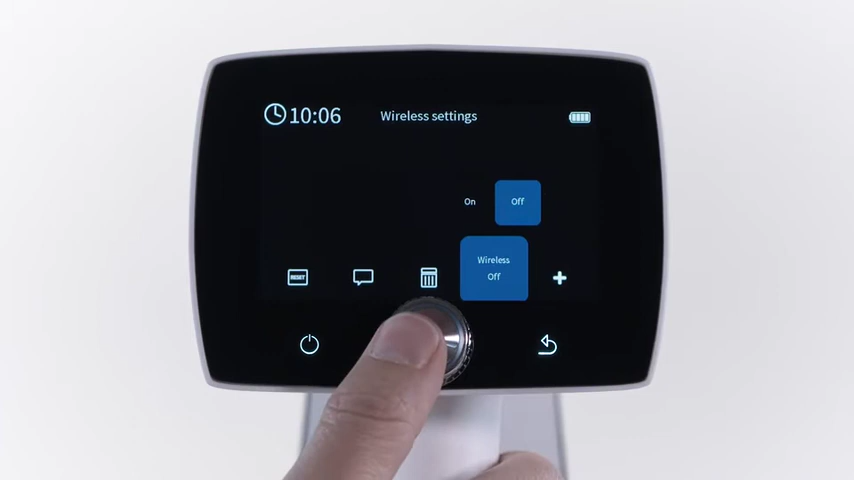 10:06 Wireless settings
On Off
Wireless
Off
RESET